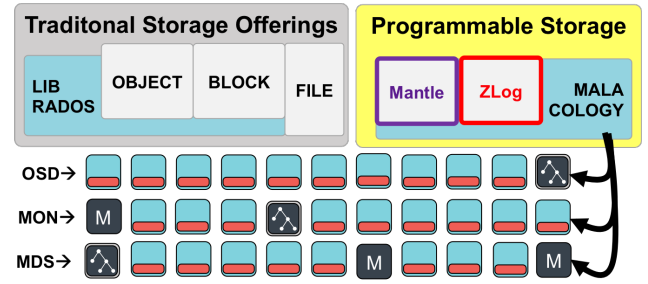 Traditonal Storage Offerings
Programmable Storage
LIB
RADOS
OBJECT
BLOCK
FILE
Mantle
ZLog
MALA
COLOGY
OSD→
MON→
M
MDS→
M
M